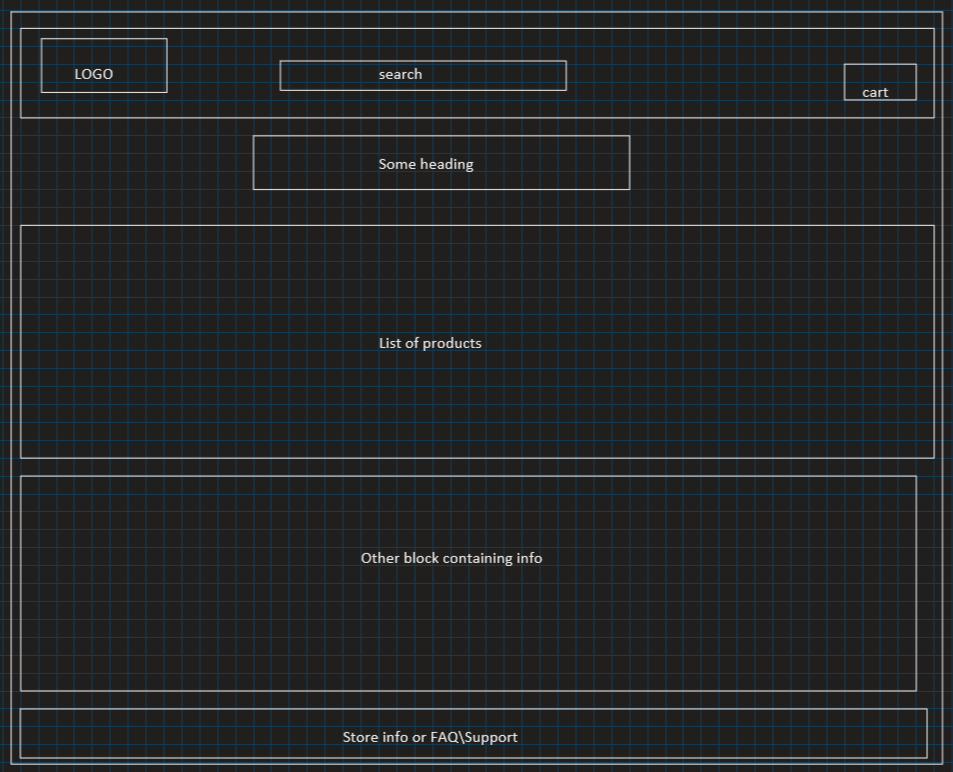 LOGO
search
cart
Some heading
List of products
Other block containing info
Store info or FAQ\Support